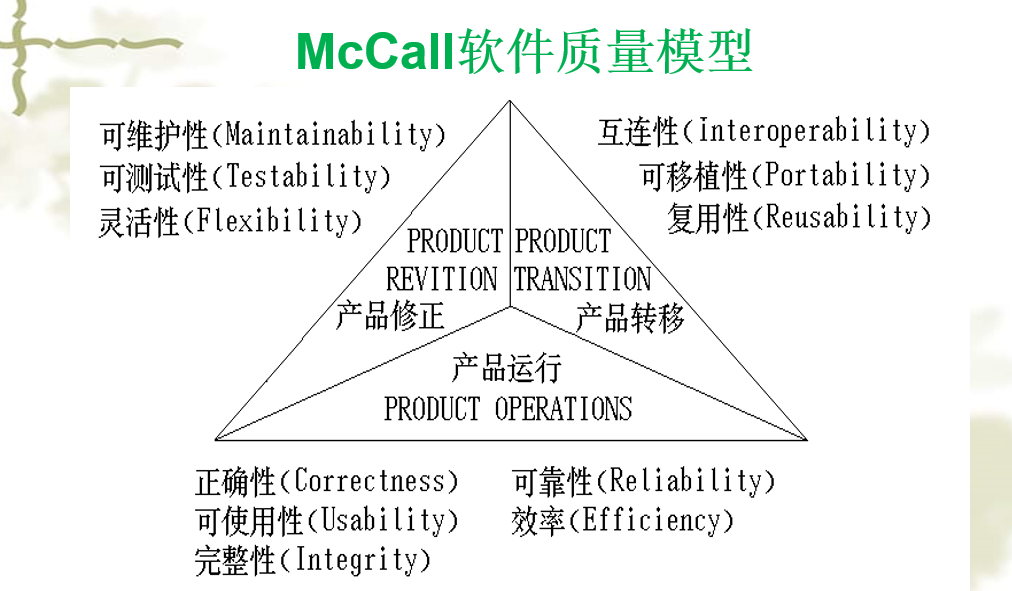 McCall软件质量模型
可维护性(Maintainability)
可测试性(Testability)
灵活性(Flexibility)
互连性(Interoperability)
可移植性(Portability)
复用性(Reusability)
PRODUCT
REVITION
产品修正
PRODUCT
TRANSITION
产品转移
产品运行
PRODUCT OPERATIONS
正确性(Correctness)
可使用性(Usability)
完整性(Integrity)
可靠性(Reliability)
效率(Efficiency)